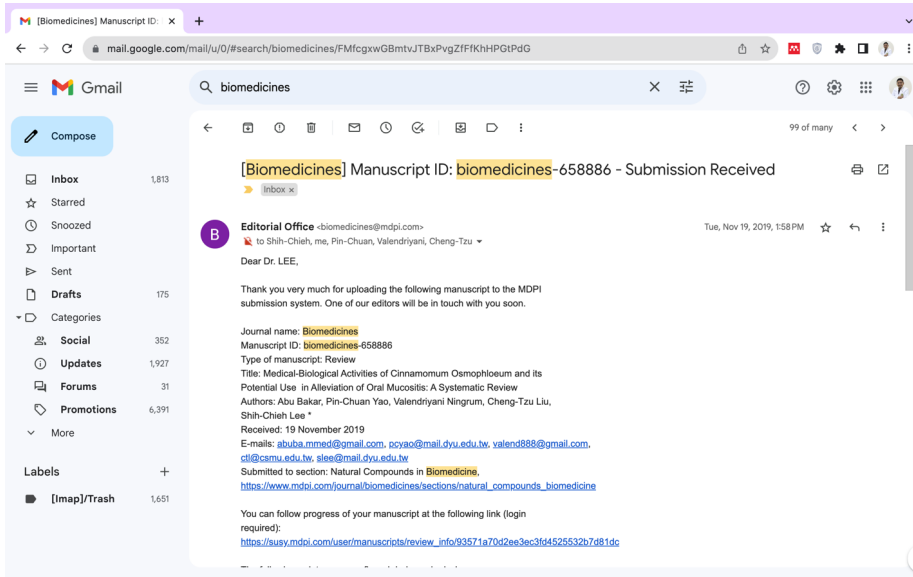 [Biomedicines] Manuscript ID:
mail.google.com/mail/u/0/#search/biomedicines/FMfcgxwGBmtvJTBxPvgZfFfKhHPGtPdG
Gmail
biomedicines
Compose
99 of many
Inbox 1,813
Starred
Snoozed
Important
Sent
Drafts 175
Categories
Social 352
Updates 1,927
Forums 31
Promotions 6,391
More
Labels
[Imap]/Trash 1,651
[Biomedicines] Manuscript ID: biomedicines-658886 - Submission Received
Inbox ×
B
Editorial Office <biomedicines@mdpi.com>
Tue, Nov 19, 2019, 1:58 PM
to Shih-Chieh, me, Pin-Chuan, Valendriyani, Cheng-Tzu
Dear Dr. LEE,
Thank you very much for uploading the following manuscript to the MDPI
submission system. One of our editors will be in touch with you soon.
Journal name: Biomedicines
Manuscript ID: biomedicines-658886
Type of manuscript: Review
Title: Medical-Biological Activities of Cinnamomum Osmophloeum and its
Potential Use in Alleviation of Oral Mucositis: A Systematic Review
Authors: Abu Bakar, Pin-Chuan Yao, Valendriyani Ningrum, Cheng-Tzu Liu,
Shih-Chieh Lee *
Received: 19 November 2019
E-mails: abuba.mmed@gmail.com, pcyao@mail.dyu.edu.tw, valend888@gmail.com,
ctl@csmu.edu.tw, slee@mail.dyu.edu.tw
Submitted to section: Natural Compounds in Biomedicine,
https://www.mdpi.com/journal/biomedicines/sections/natural_compounds_biomedicine
You can follow progress of your manuscript at the following link (login
required):
https://susy.mdpi.com/user/manuscripts/review_info/93571a70d2ee3ec3fd4525532b7d81dc